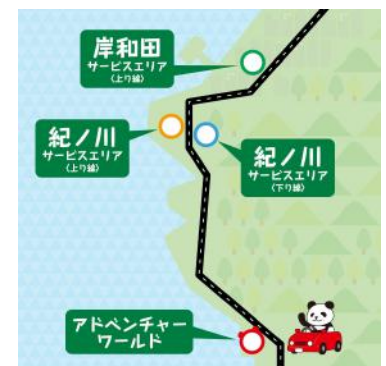 岸和田
サービスエリア
(上り線)
紀ノ川
サービスエリア
(上り線)
紀ノ川
サービスエリア
(下り線)
アドベンチャー
ワールド